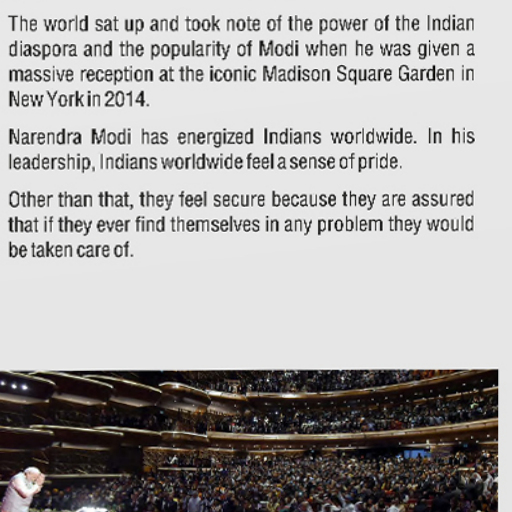 The world sat up and took note of the power of the Indian
diaspora and the popularity of Modi when he was given a
massive reception at the iconic Madison Square Garden in
New York in 2014.
Narendra Modi has energized Indians worldwide. In his
leadership, Indians worldwide feel a sense of pride.
Other than that, they feel secure because they are assured
that if they ever find themselves in any problem they would
be taken care of.